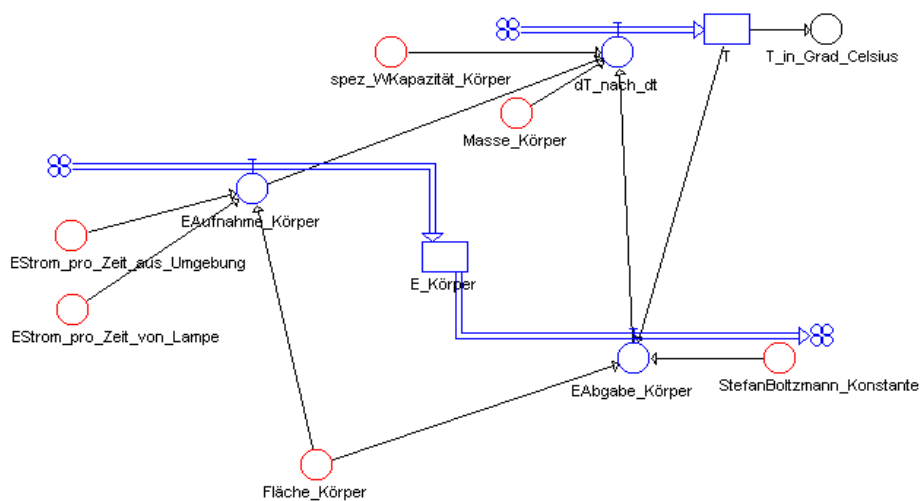 T_in_Grad_Celsius
T
spez_WKapazität_Körper
dT_nach_dt
Masse_Körper
EAufnahme_Körper
EStrom_pro_Zeit_aus_Umgebung
E_Körper
EStrom_pro_Zeit_von_Lampe
StefanBoltzmann_Konstante
EAbgabe_Körper
Fläche_Körper